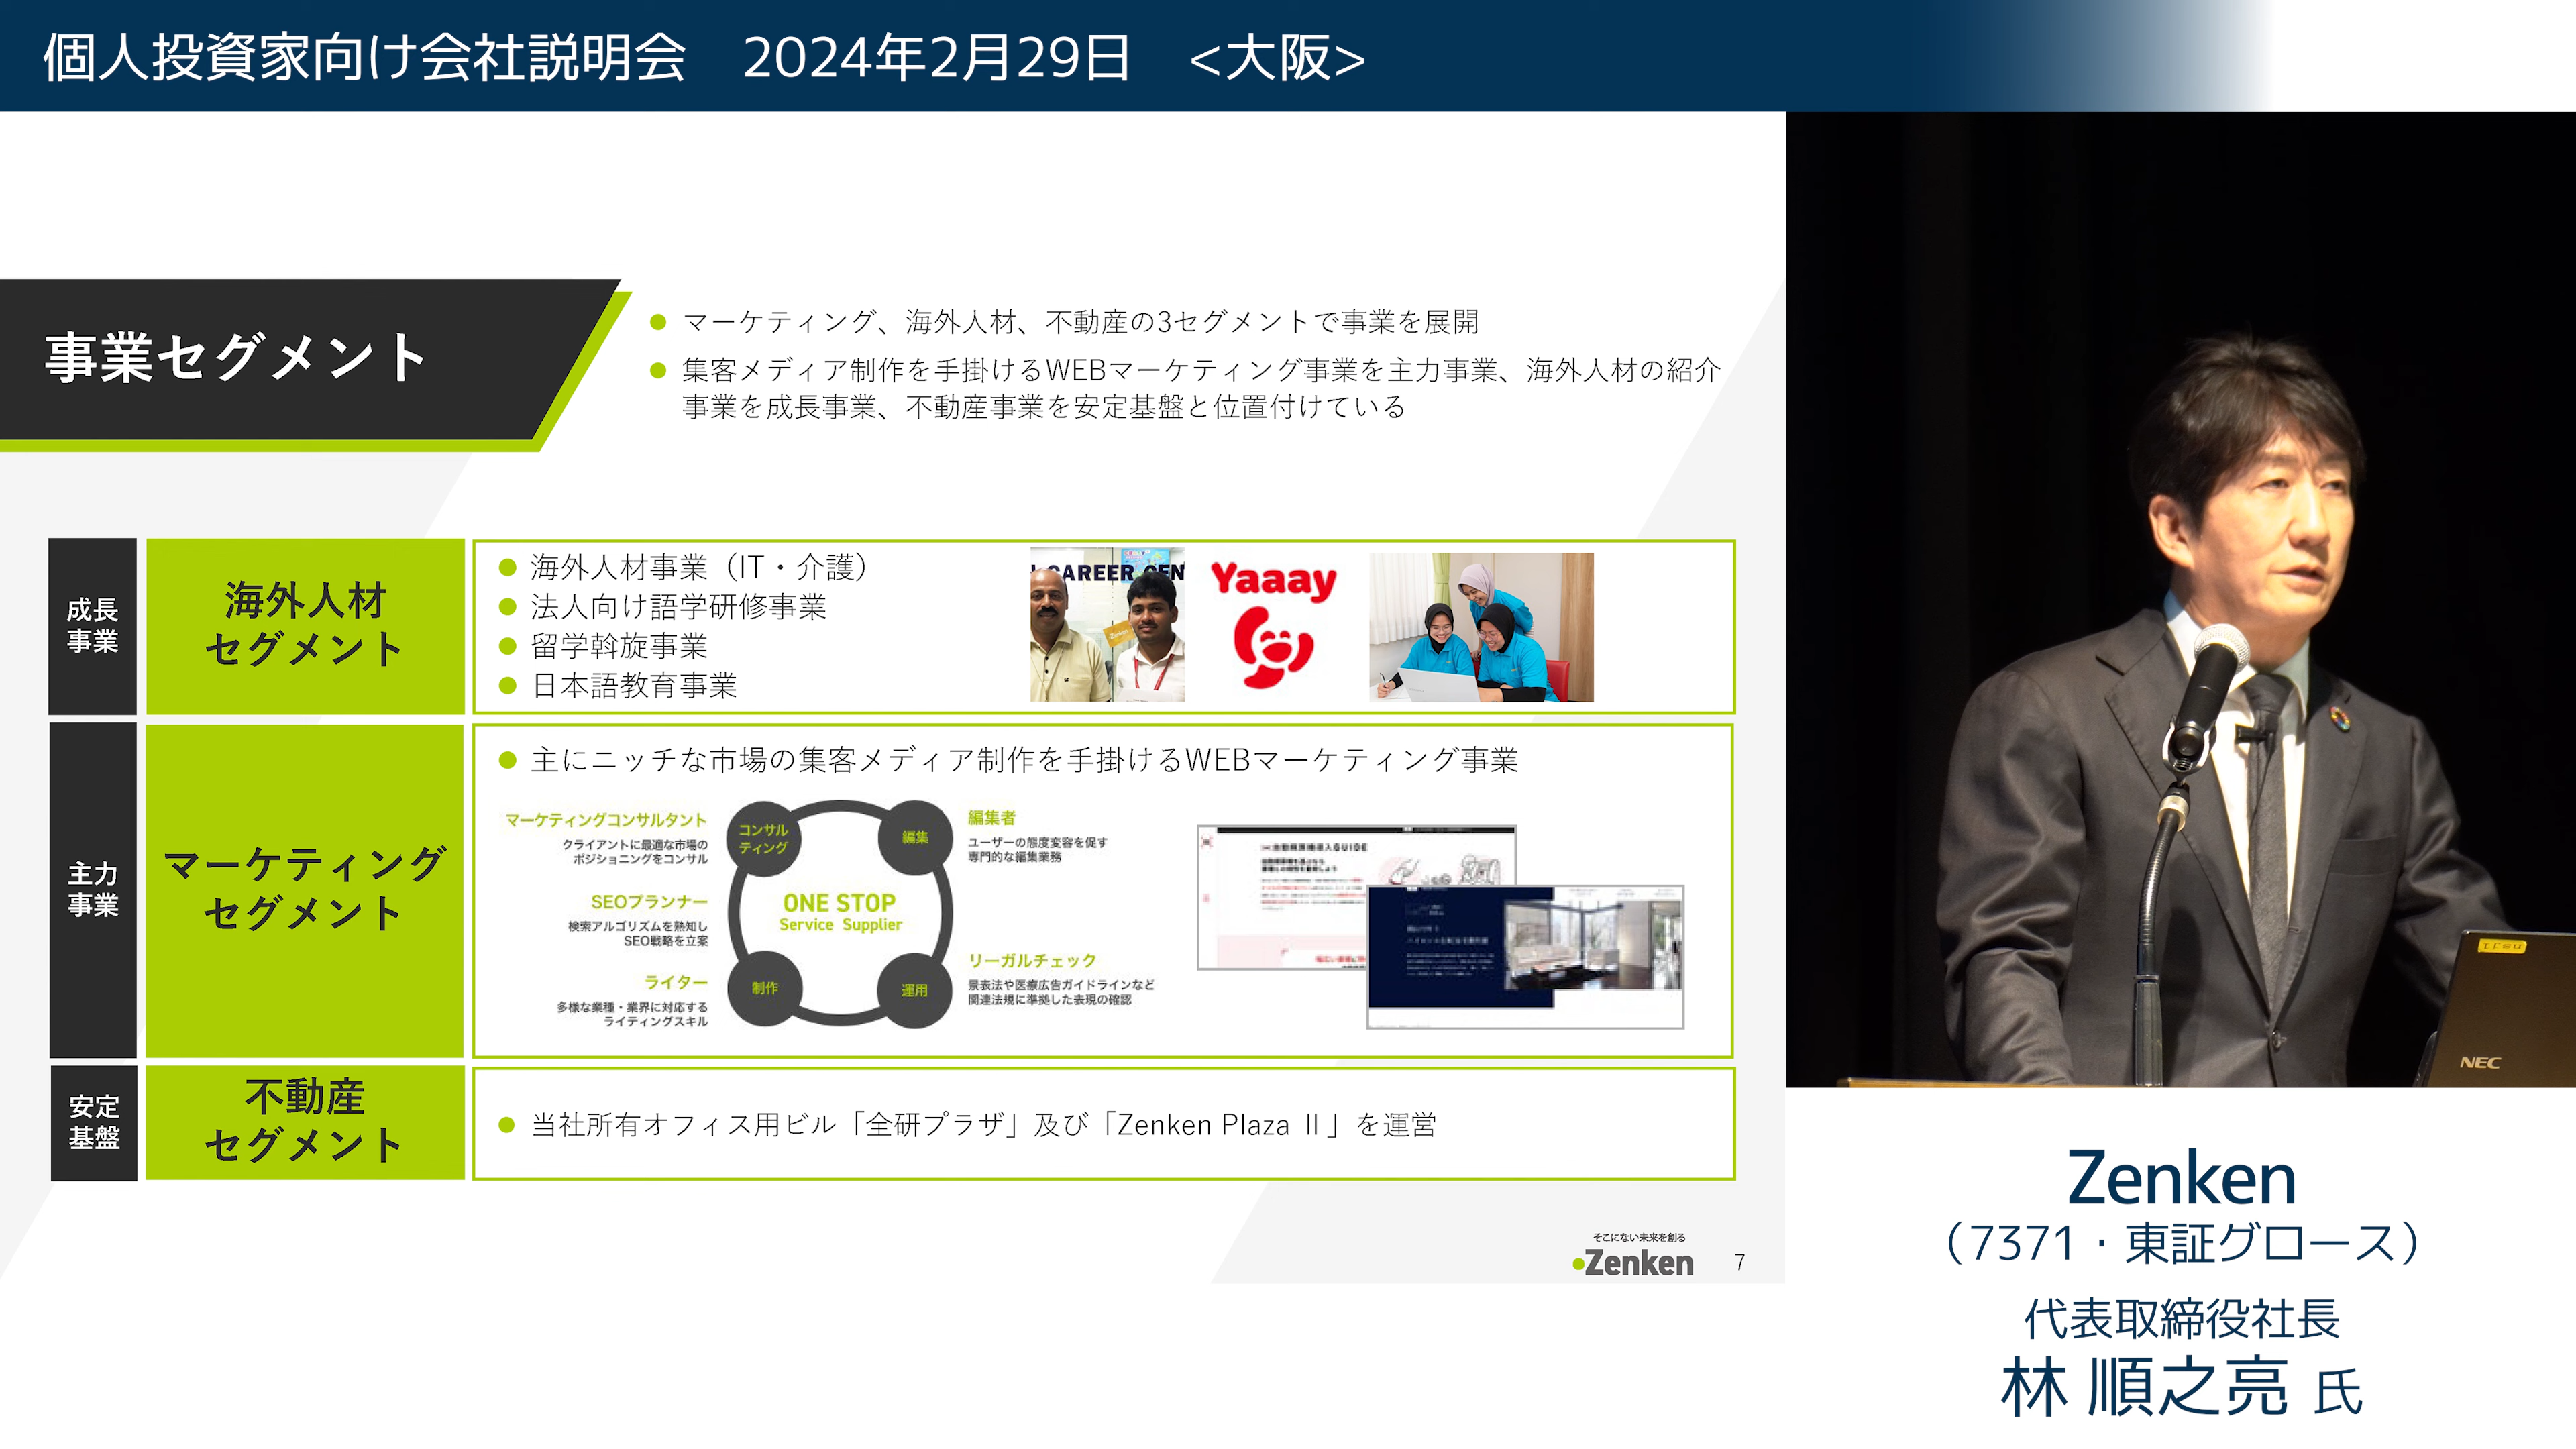 個人投資家向け会社説明会　2024年2月29日　<大阪>
事業セグメント
マーケティング、海外人材、不動産の3セグメントで事業を展開
集客メディア制作を手掛けるWEBマーケティング事業を主力事業、海外人材の紹介
事業を成長事業、不動産事業を安定基盤と位置付けている
成長
事業
海外人材
セグメント
海外人材事業（IT・介護）
法人向け語学研修事業
留学斡旋事業
日本語教育事業
CAREER CEN
Yaaay
主力
事業
マーケティング
セグメント
主にニッチな市場の集客メディア制作を手掛けるWEBマーケティング事業
マーケティングコンサルタント
クライアントに最適な市場の
ポジショニングをコンサル
SEOプランナー
検索アルゴリズムを熟知し
SEO戦略を立案
ライター
多様な業種・業界に対応する
ライティングスキル
コンサル
ティング
編集
ONE STOP
Service Supplier
制作
運用
編集者
ユーザーの態度変容を促す
専門的な編集業務
リーガルチェック
景表法や医療広告ガイドラインなど
関連法規に準拠した表現の確認
安定
基盤
不動産
セグメント
当社所有オフィス用ビル「全研プラザ」及び「Zenken Plaza Ⅱ」を運営
そこにない未来を創る
Zenken
7
NEC
Zenken
（7371・東証グロース）
代表取締役社長
林 順之亮 氏